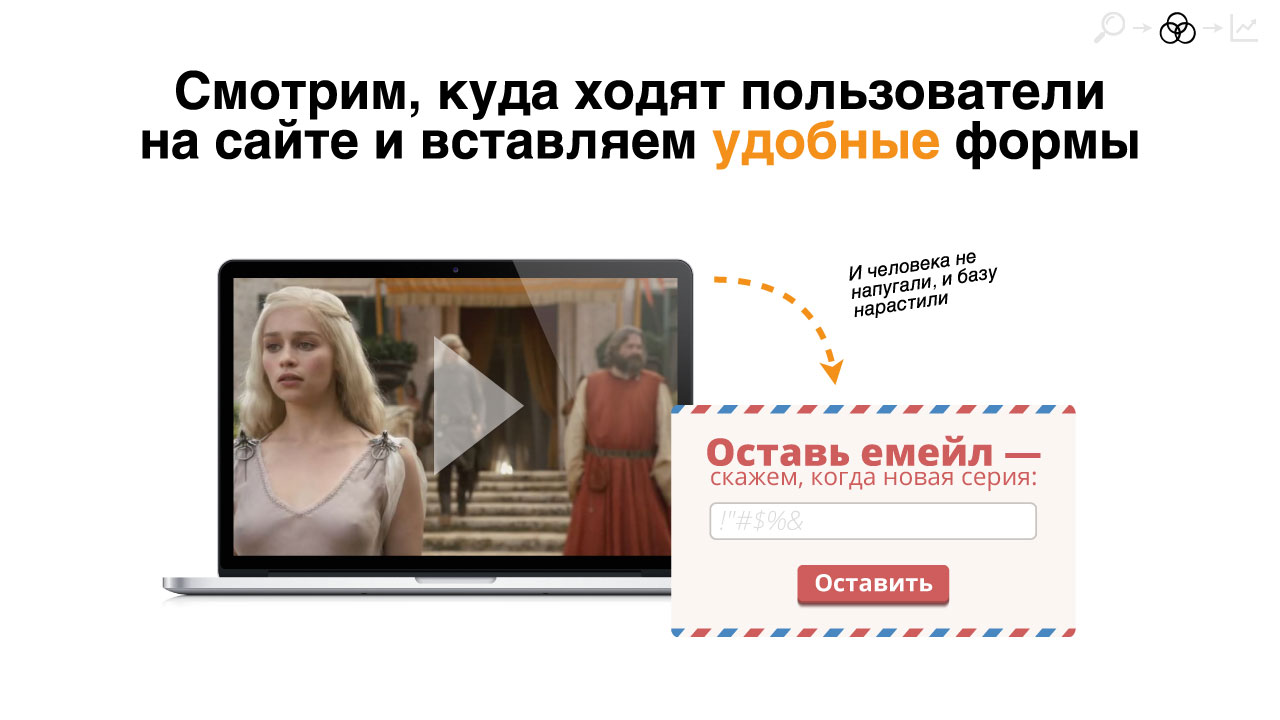 Смотрим, куда ходят пользователи
на сайте и вставляем удобные формы
И человека не
напугали, и базу
нарастили
Оставь емейл —
скажем, когда новая серия:
!"#$%&
Оставить